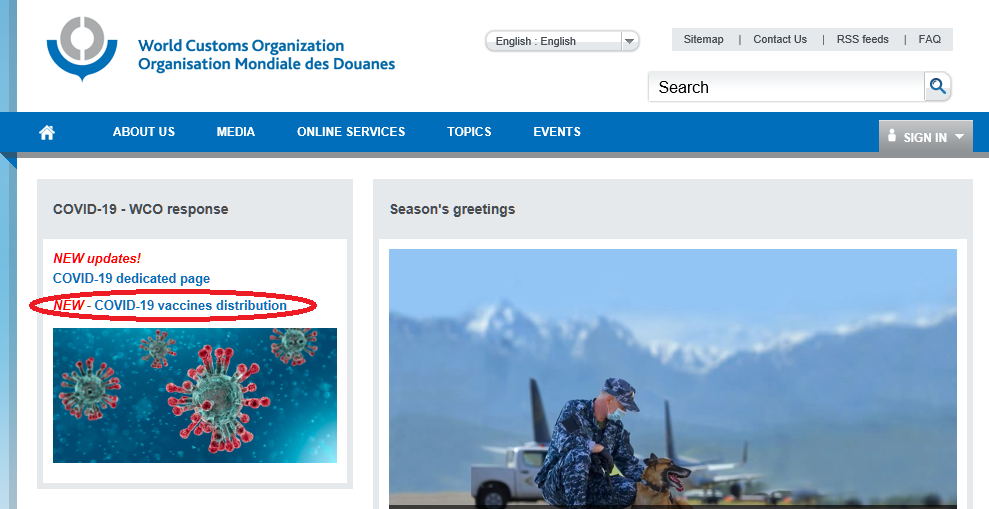 World Customs Organization
Organisation Mondiale des Douanes
English : English
Sitemap | Contact Us | RSS feeds | FAQ
Search
ABOUT US MEDIA ONLINE SERVICES TOPICS EVENTS
SIGN IN
COVID-19 - WCO response
NEW updates!
COVID-19 dedicated page
NEW - COVID-19 vaccines distribution
Season's greetings